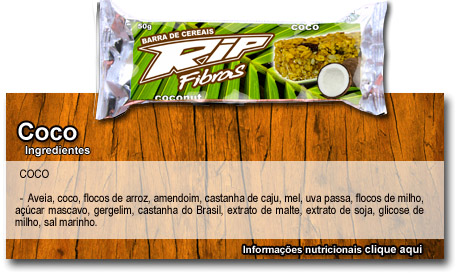 50g
BARRA DE CEREAIS
COCO
RIP
Fibras
coconut
Coco
Ingredientes
COCO
- Aveia, coco, flocos de arroz, amendoim, castanha de caju, mel, uva passa, flocos de milho,
açúcar mascavo, gergelim, castanha do Brasil, extrato de malte, extrato de soja, glicose de
milho, sal marinho.
Informações nutricionais clique aqui